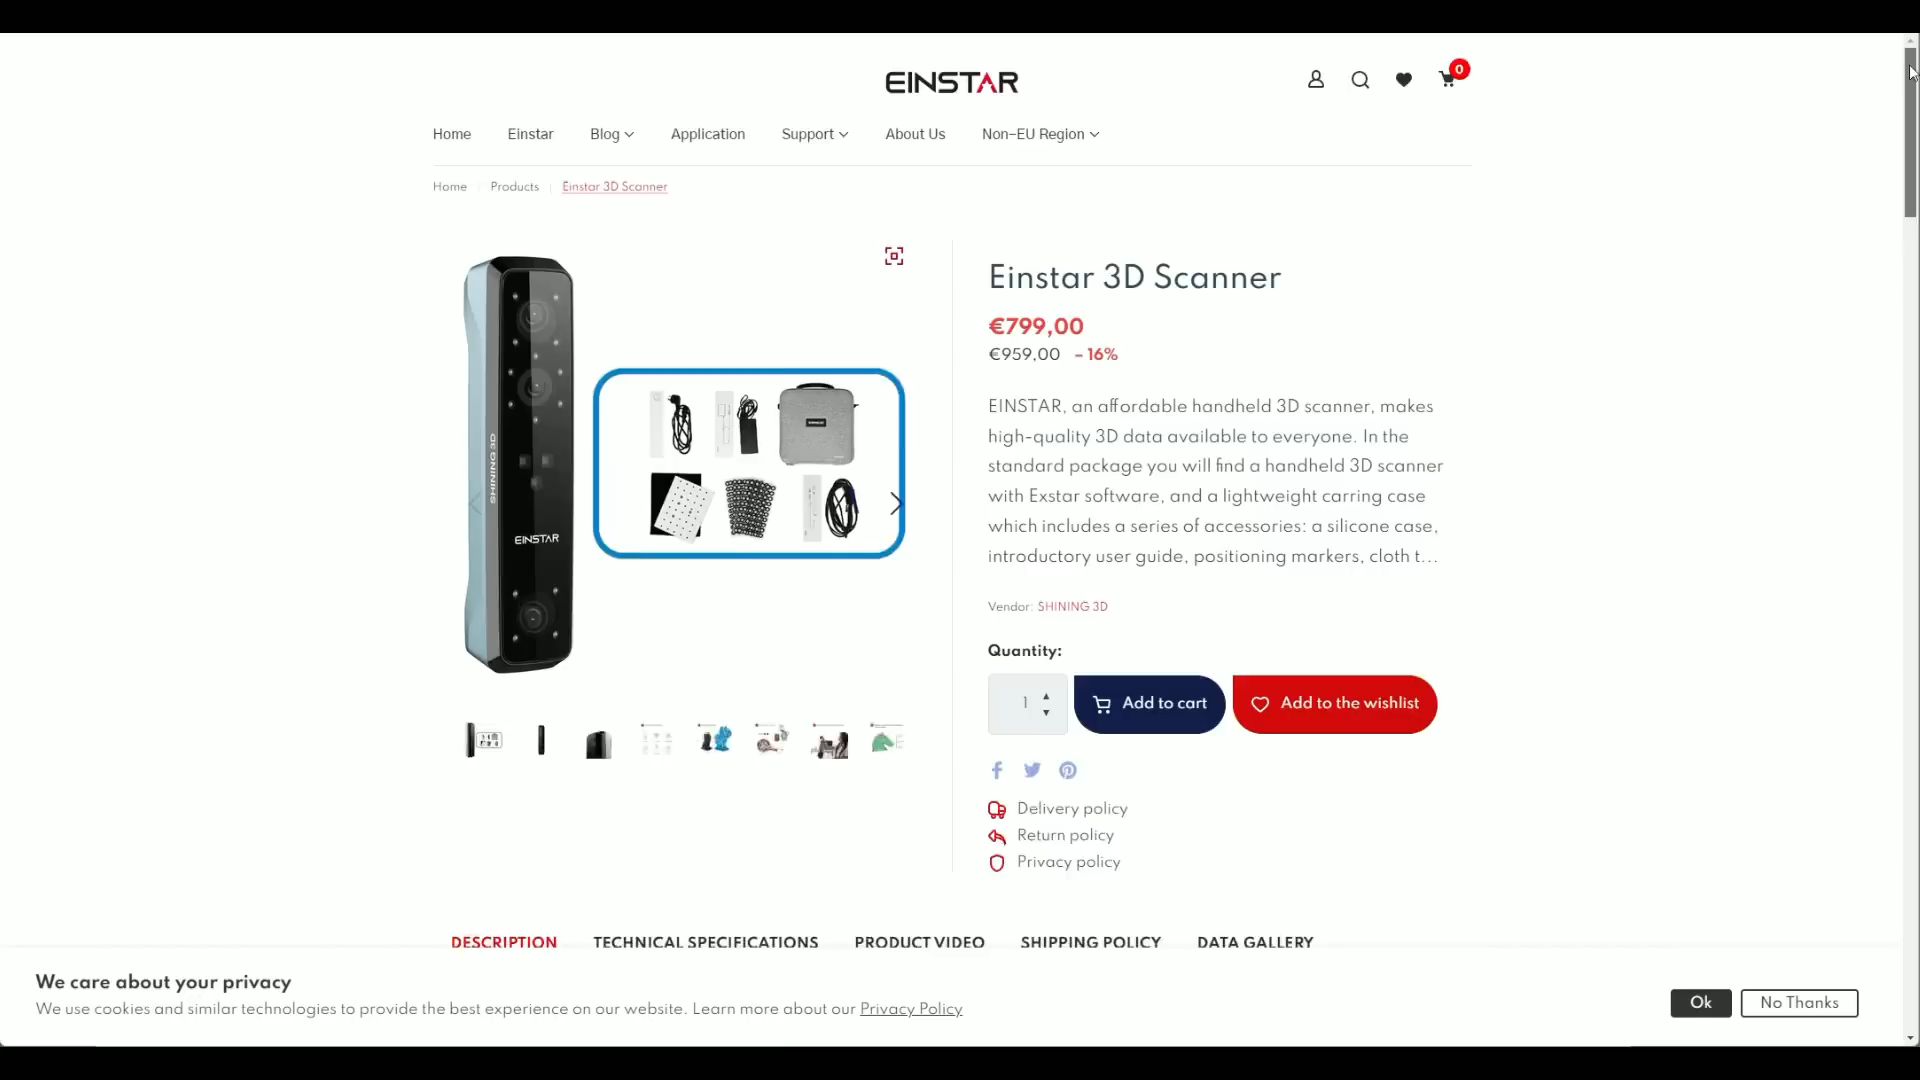 EINSTAR
0
Home Einstar Blog Application Support About Us Non-EU Region
Home Products Einstar 3D Scanner
SHINING 3D
EINSTAR
Einstar 3D Scanner
€799,00
€959,00 - 16%
EINSTAR, an affordable handheld 3D scanner, makes
high-quality 3D data available to everyone. In the
standard package you will find a handheld 3D scanner
with Exstar software, and a lightweight carring case
which includes a series of accessories: a silicone case,
introductory user guide, positioning markers, cloth t...
Vendor: SHINING 3D
Quantity:
1 Add to cart Add to the wishlist
Delivery policy
Return policy
Privacy policy
DESCRIPTION TECHNICAL SPECIFICATIONS PRODUCT VIDEO SHIPPING POLICY DATA GALLERY
We care about your privacy
We use cookies and similar technologies to provide the best experience on our website. Learn more about our Privacy Policy
Ok No Thanks